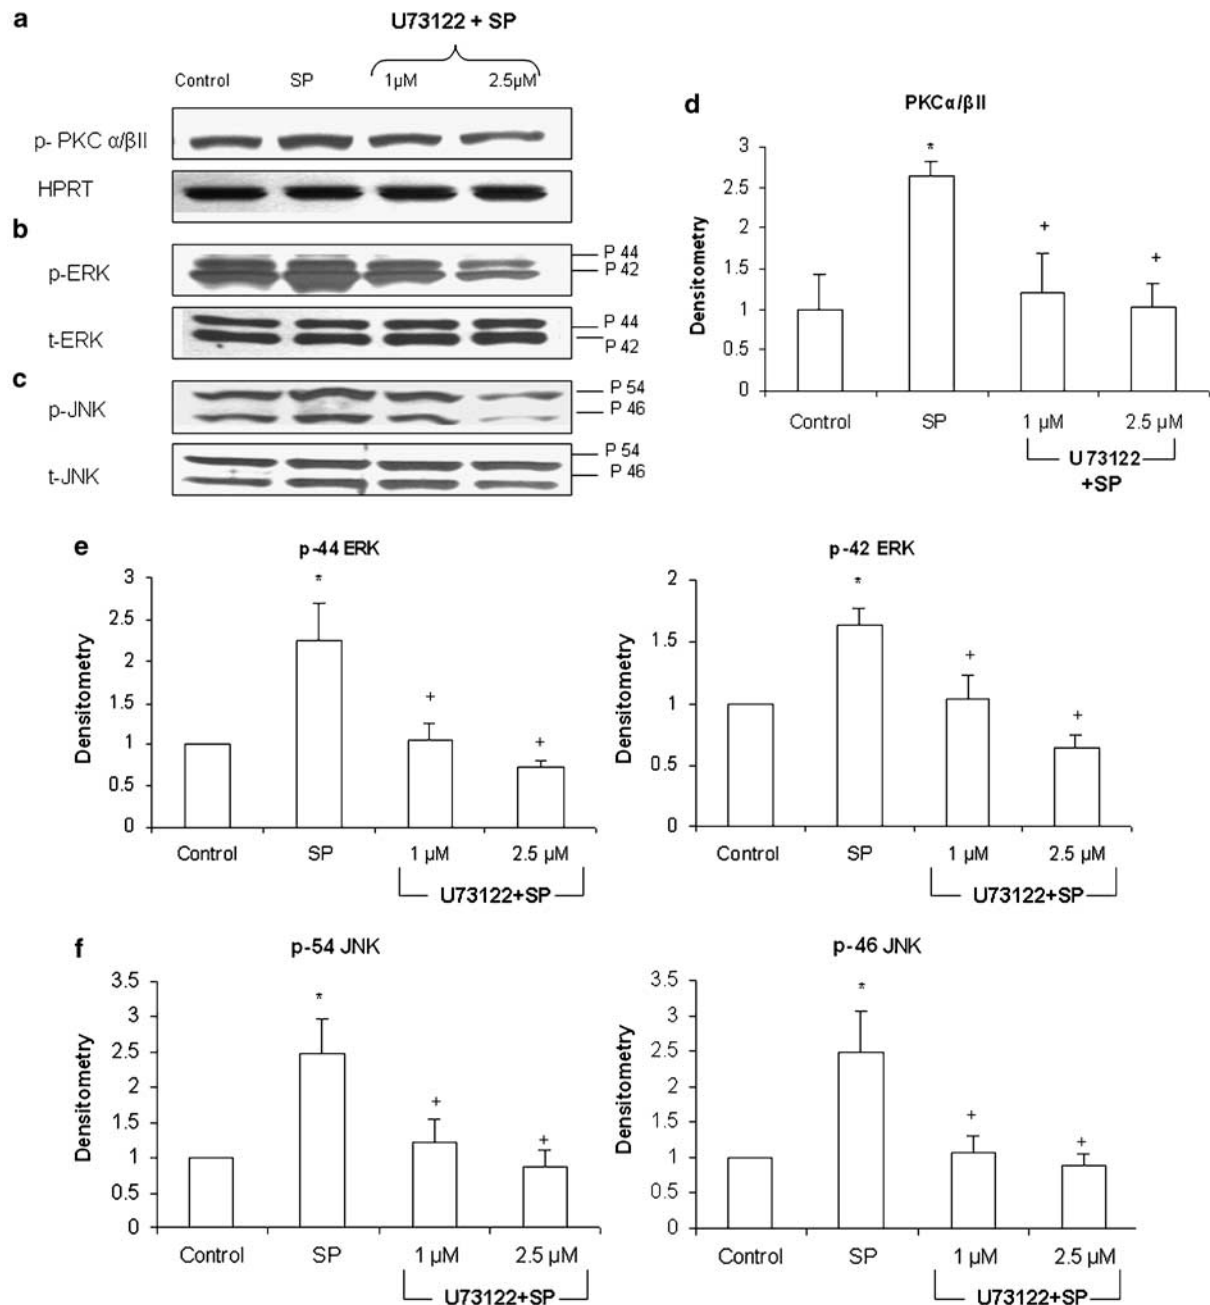 a
U73122 + SP
Control SP 1µM 2.5µM
p- PKC α/βII
HPRT
b
p-ERK
P 44
P 42
t-ERK
P 44
P 42
c
p-JNK
P 54
P 46
t-JNK
P 54
P 46
d
PKCα/βII
Densitometry
3
2.5
2
1.5
1
0.5
0
*
+
+
Control SP 1 µM 2.5 µM
U73122
+SP
e
p-44 ERK
Densitometry
3
2.5
2
1.5
1
0.5
0
*
+
+
Control SP 1 µM 2.5 µM
U73122+SP
p-42 ERK
Densitometry
2
1.5
1
0.5
0
*
+
+
Control SP 1 µM 2.5 µM
U73122+SP
f
p-54 JNK
Densitometry
3.5
3
2.5
2
1.5
1
0.5
0
*
+
+
Control SP 1 µM 2.5 µM
U73122+SP
p-46 JNK
Densitometry
3.5
3
2.5
2
1.5
1
0.5
0
*
+
+
Control SP 1 µM 2.5 µM
U73122+SP